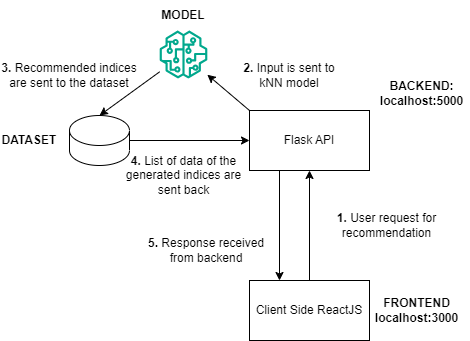 MODEL
3. Recommended indices
are sent to the dataset
2. Input is sent to
kNN model
BACKEND:
localhost:5000
DATASET
Flask API
4. List of data of the
generated indices are
sent back
1. User request for
recommendation
5. Response received
from backend
Client Side ReactJS
FRONTEND
localhost:3000